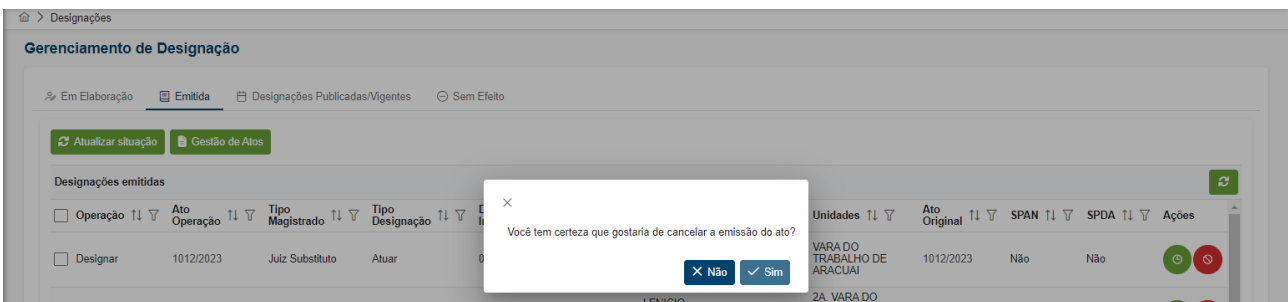 Designações
Gerenciamento de Designação
Em Elaboração Emitida Designações Publicadas/Vigentes Sem Efeito
Atualizar situação Gestão de Atos
Designações emitidas
Operação Ato Operação Tipo Magistrado Tipo Designação Unidades Ato Original SPAN SPDA Ações
Você tem certeza que gostaria de cancelar a emissão do ato?
Não Sim
Designar 1012/2023 Juiz Substituto Atuar VARA DO TRABALHO DE ARACUAI 1012/2023 Não Não
2A. VARA DO